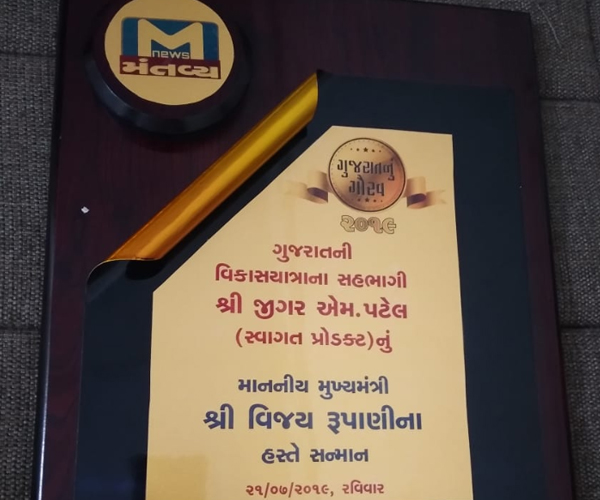 M
news
મંતવ્ય
ગુજરાતનું
ગૌરવ
૨૦૧૯
ગુજરાતની
વિકાસયાત્રાના સહભાગી
શ્રી જીગર એમ.પટેલ
(સ્વાગત પ્રોડક્ટ)નું
માનનીય મુખ્યમંત્રી
શ્રી વિજય રૂપાણીના
હસ્તે સન્માન
૨૧/૦૭/૨૦૧૯, રવિવાર